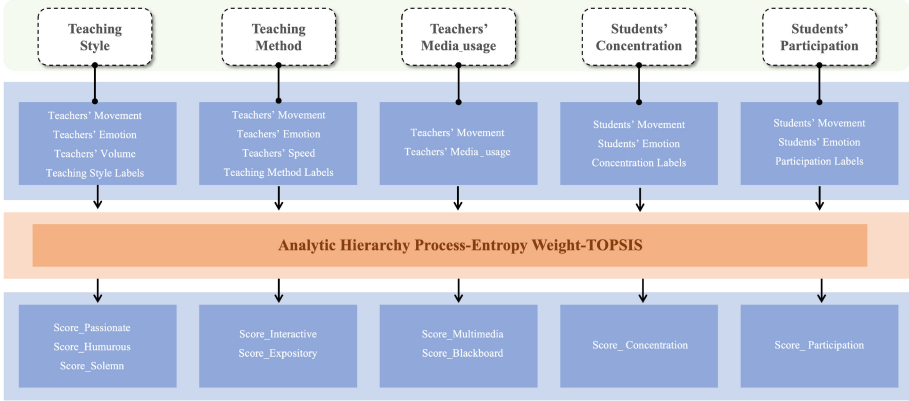 Teaching
Style
Teaching
Method
Teachers'
Media_usage
Students'
Concentration
Students'
Participation
Teachers' Movement
Teachers' Emotion
Teachers' Volume
Teaching Style Labels
Teachers' Movement
Teachers' Emotion
Teachers' Speed
Teaching Method Labels
Teachers' Movement
Teachers' Media_usage
Students' Movement
Students' Emotion
Concentration Labels
Students' Movement
Students' Emotion
Participation Labels
Analytic Hierarchy Process-Entropy Weight-TOPSIS
Score_Passionate
Score_Humurous
Score_Solemn
Score_Interactive
Score_Expository
Score_Multimedia
Score_Blackboard
Score_ Concentration
Score_ Participation